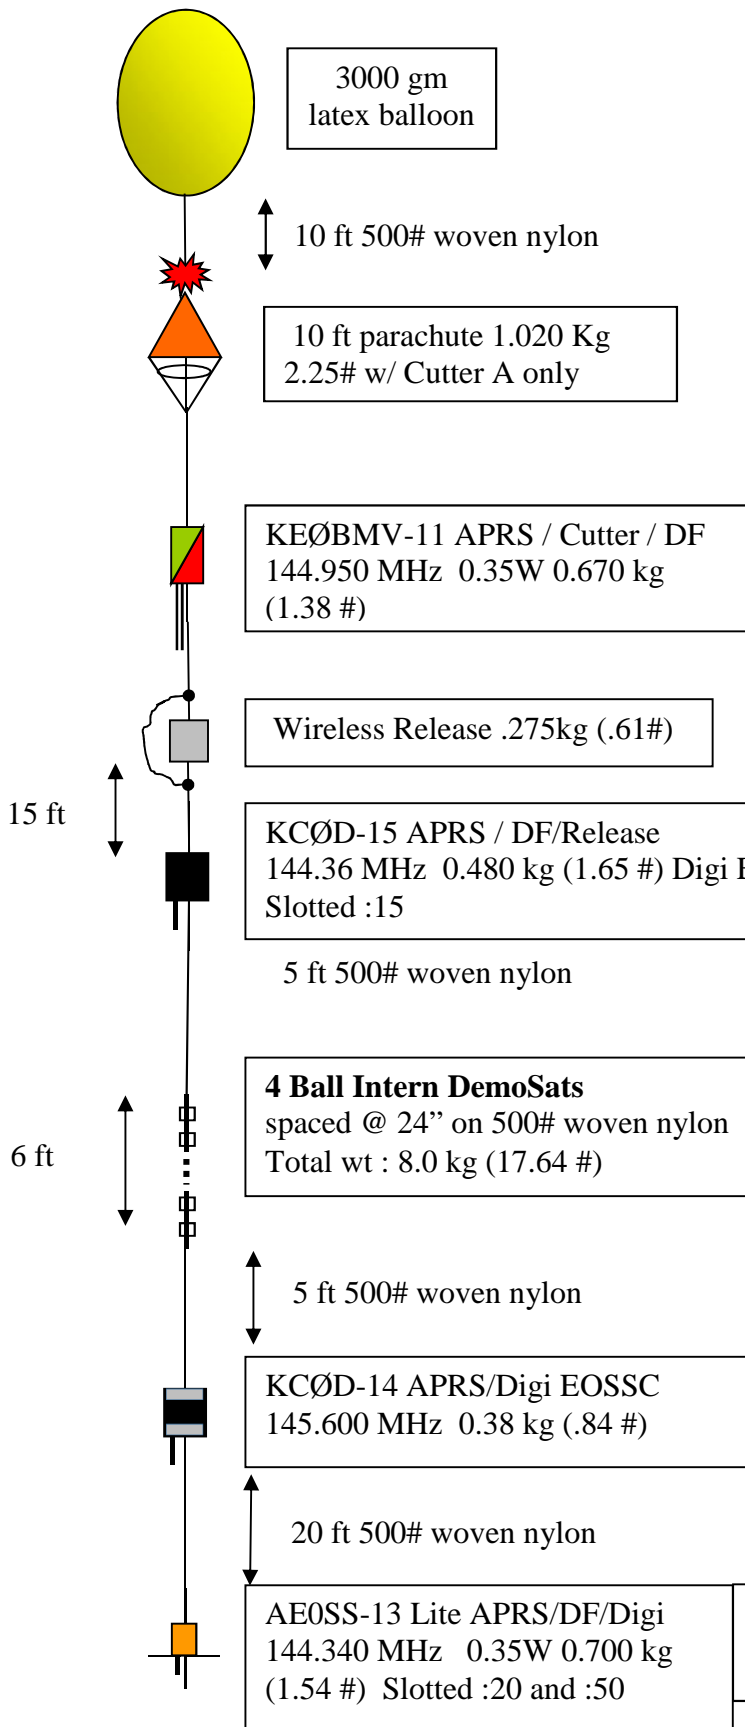 3000 gm
latex balloon
10 ft 500# woven nylon
10 ft parachute 1.020 Kg
2.25# w/ Cutter A only
KEØBMV-11 APRS / Cutter / DF
144.950 MHz 0.35W 0.670 kg
(1.38 #)
Wireless Release .275kg (.61#)
15 ft
KCØD-15 APRS / DF/Release
144.36 MHz 0.480 kg (1.65 #) Digi
Slotted :15
5 ft 500# woven nylon
4 Ball Intern DemoSats
spaced @ 24” on 500# woven nylon
Total wt : 8.0 kg (17.64 #)
6 ft
5 ft 500# woven nylon
KCØD-14 APRS/Digi EOSSC
145.600 MHz 0.38 kg (.84 #)
20 ft 500# woven nylon
AE0SS-13 Lite APRS/DF/Digi
144.340 MHz 0.35W 0.700 kg
(1.54 #) Slotted :20 and :50